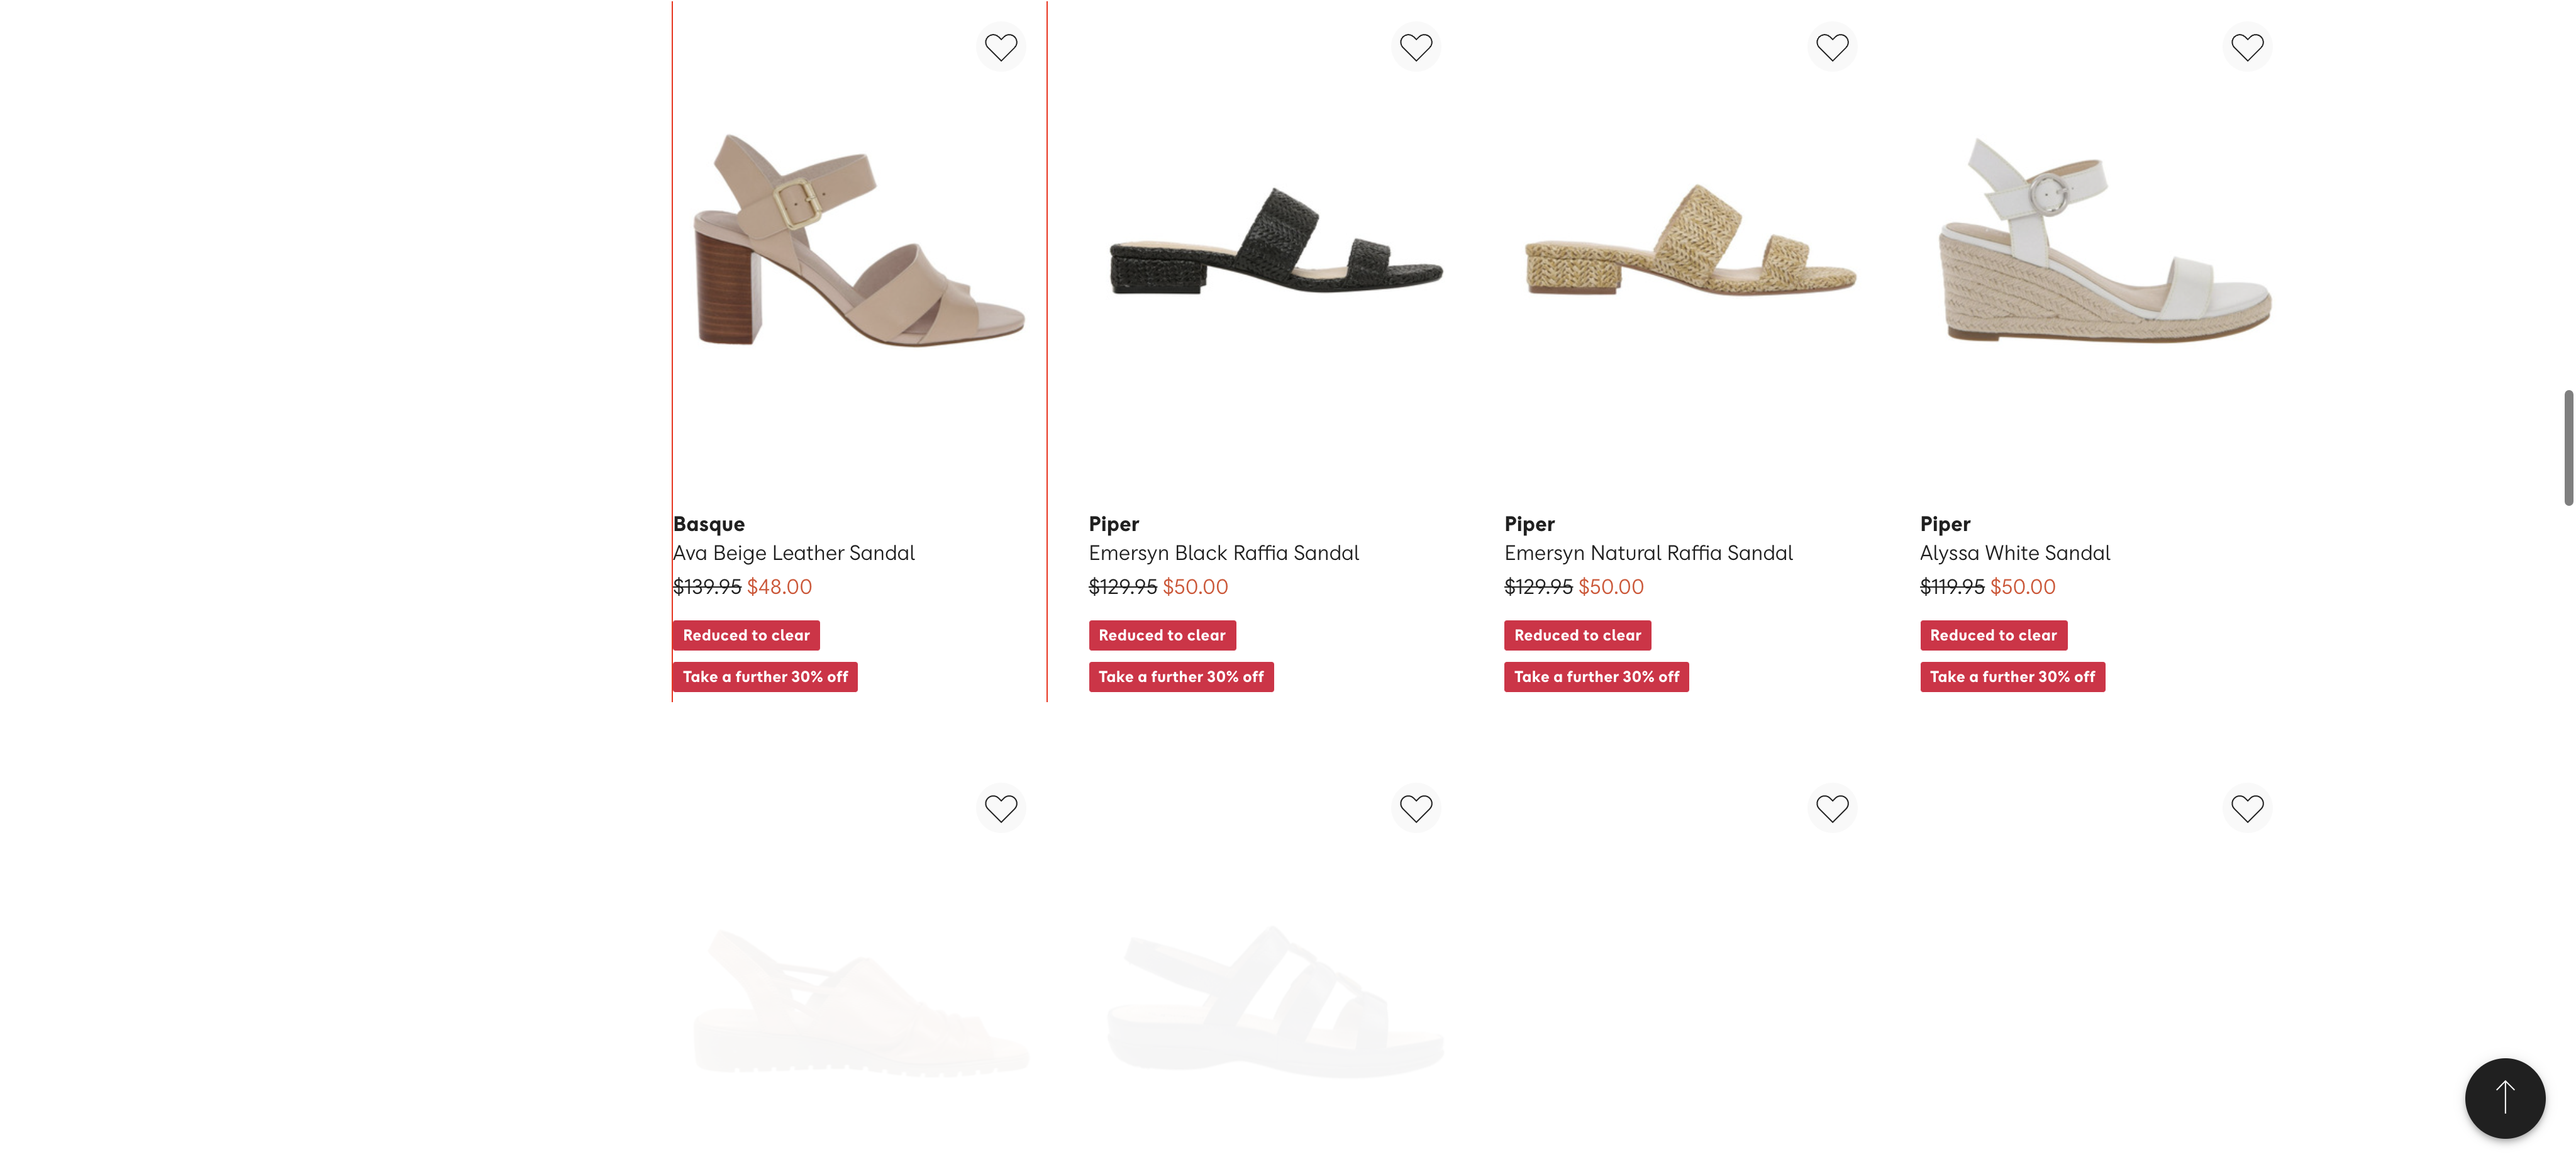 Basque
Ava Beige Leather Sandal
$139.95 $48.00
Reduced to clear
Take a further 30% off
Piper
Emersyn Black Raffia Sandal
$129.95 $50.00
Reduced to clear
Take a further 30% off
Piper
Emersyn Natural Raffia Sandal
$129.95 $50.00
Reduced to clear
Take a further 30% off
Piper
Alyssa White Sandal
$119.95 $50.00
Reduced to clear
Take a further 30% off